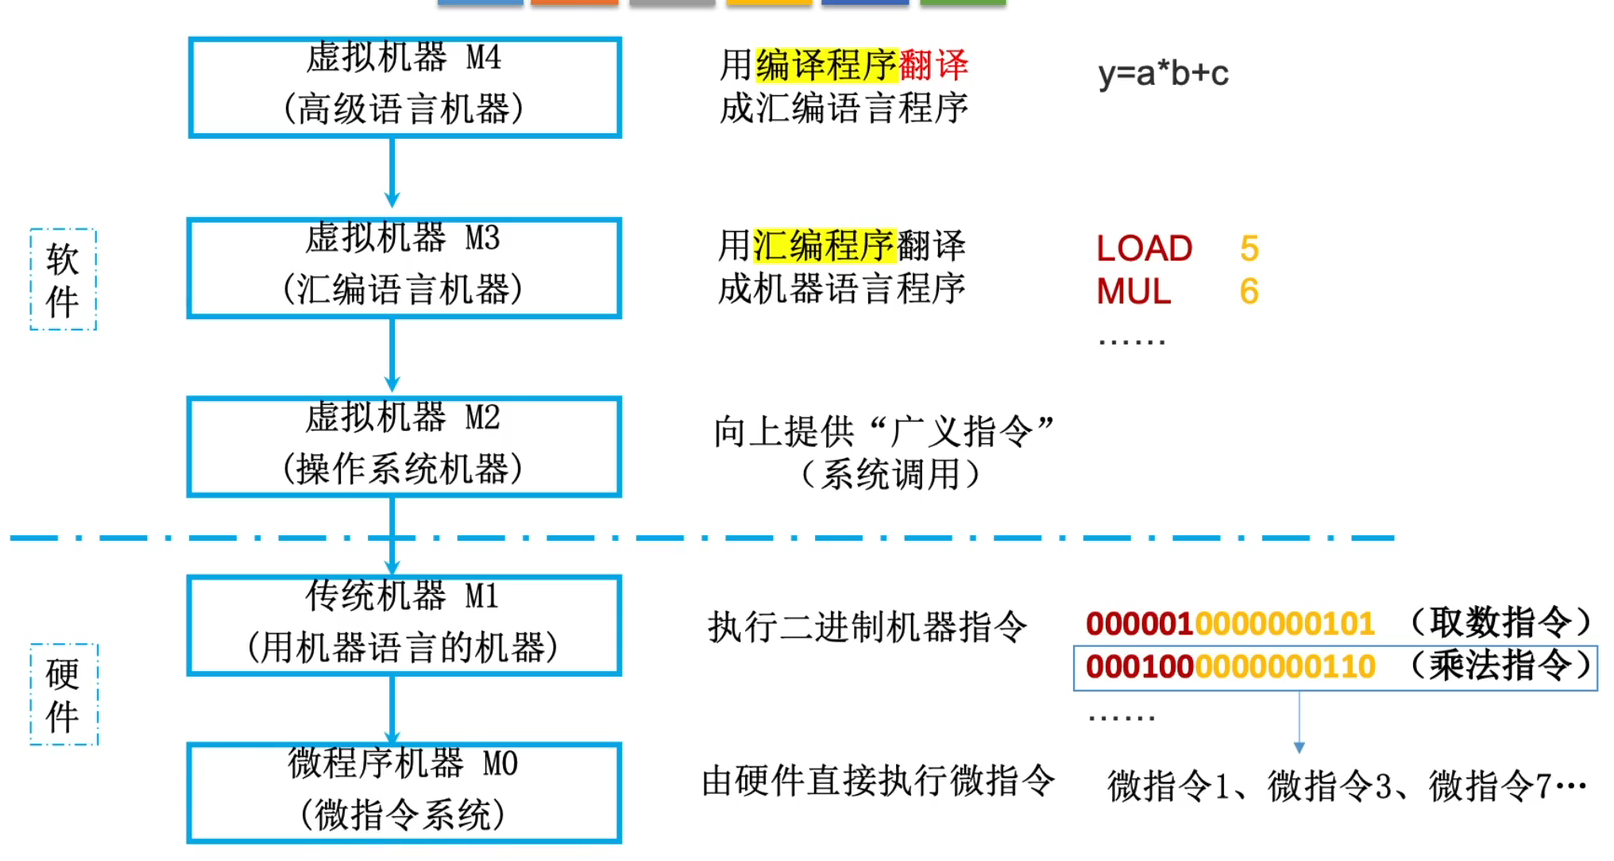 虚拟机器 M4
(高级语言机器)
用编译程序翻译
成汇编语言程序
y=a*b+c
软
件
虚拟机器 M3
(汇编语言机器)
用汇编程序翻译
成机器语言程序
LOAD 5
MUL 6
……
虚拟机器 M2
(操作系统机器)
向上提供“广义指令”
（系统调用）
硬
件
传统机器 M1
(用机器语言的机器)
执行二进制机器指令
0000010000000101 （取数指令）
0001000000000110 （乘法指令）
……
微程序机器 M0
(微指令系统)
由硬件直接执行微指令
微指令1、微指令3、微指令7…